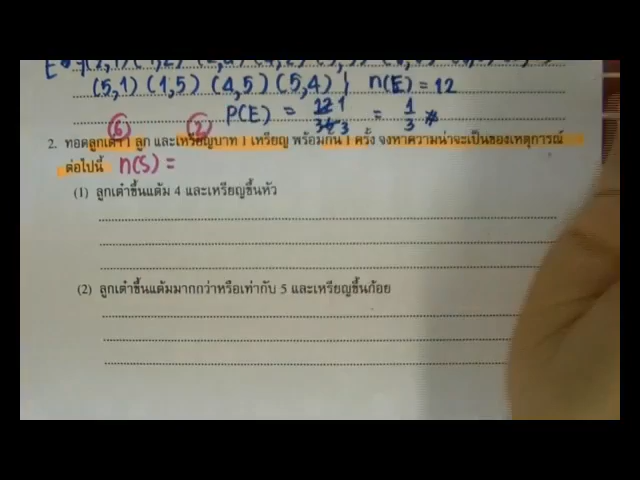 (5,1) (1,5) (4,5) (5,4) } n(E) = 12
P(E) = 12 1 / 36 3 = 1/3 #
(6) (2)
2. ทอดลูกเต๋า 1 ลูก และเหรียญบาท 1 เหรียญ พร้อมกัน 1 ครั้ง จงหาความน่าจะเป็นของเหตุการณ์
ต่อไปนี้ n(S) =
(1) ลูกเต๋าขึ้นแต้ม 4 และเหรียญขึ้นหัว
(2) ลูกเต๋าขึ้นแต้มมากกว่าหรือเท่ากับ 5 และเหรียญขึ้นก้อย